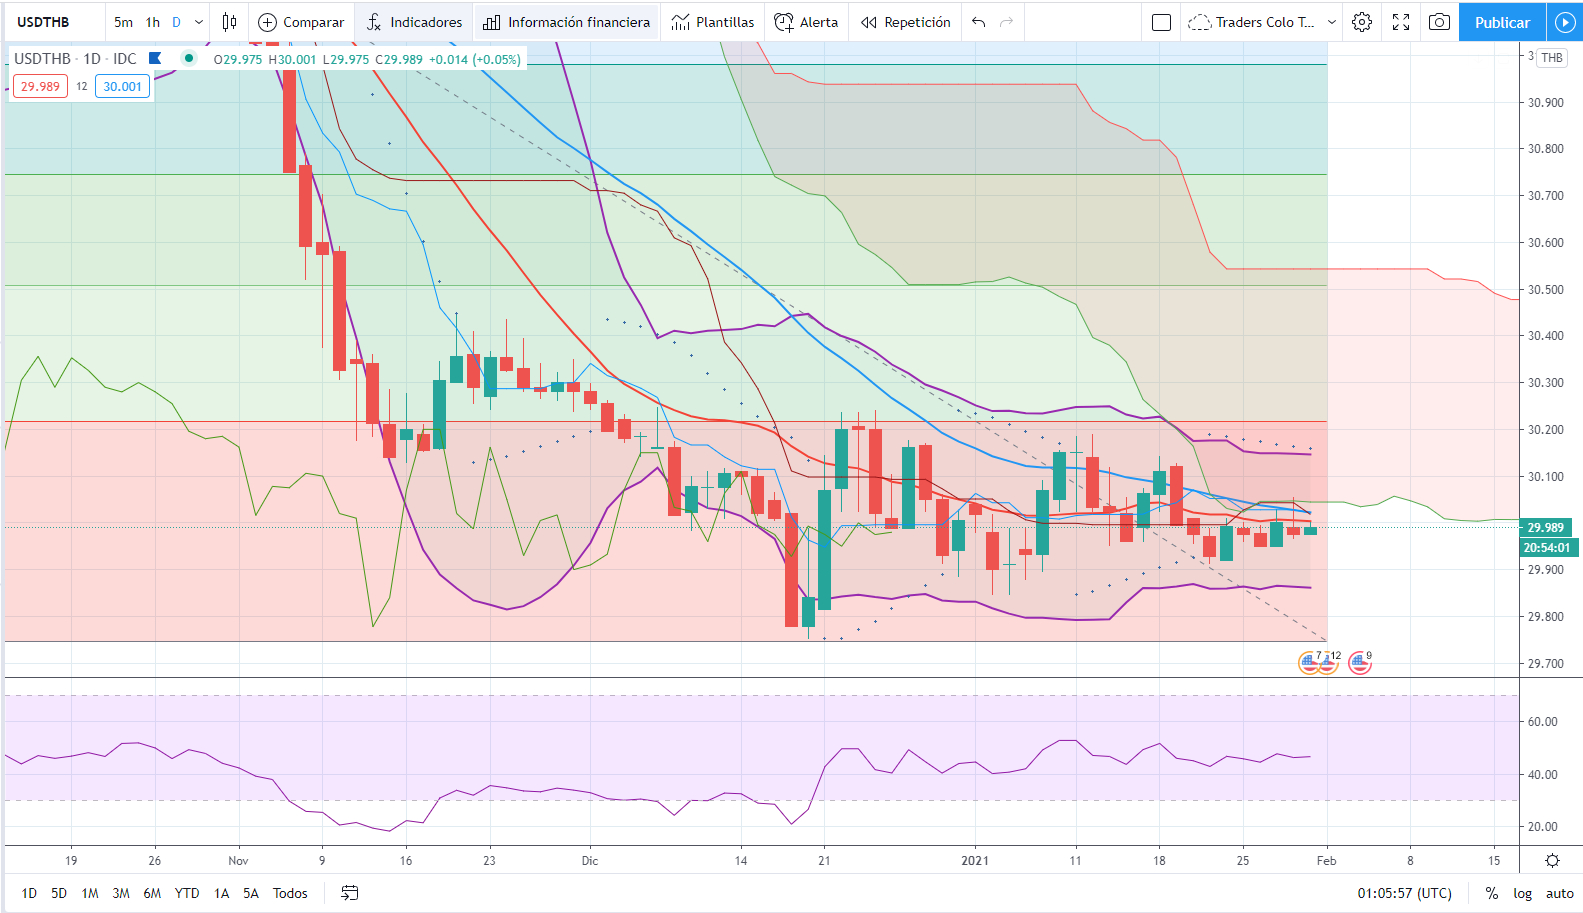 USDTHB 5m 1h D Comparar Indicadores Información financiera Plantillas Alerta Repetición Traders Colo T... Publicar
USDTHB · 1D · IDC O29.975 H30.001 L29.975 C29.989 +0.014 (+0.05%)
29.989 12 30.001
THB
30.900
30.800
30.700
30.600
30.500
30.400
30.300
30.200
30.100
29.989
20:54:01
29.900
29.800
29.700
7 12 9
60.00
40.00
20.00
19 26 Nov 9 16 23 Dic 14 21 2021 11 18 25 Feb 8 15
1D 5D 1M 3M 6M YTD 1A 5A Todos 01:05:57 (UTC) % log auto